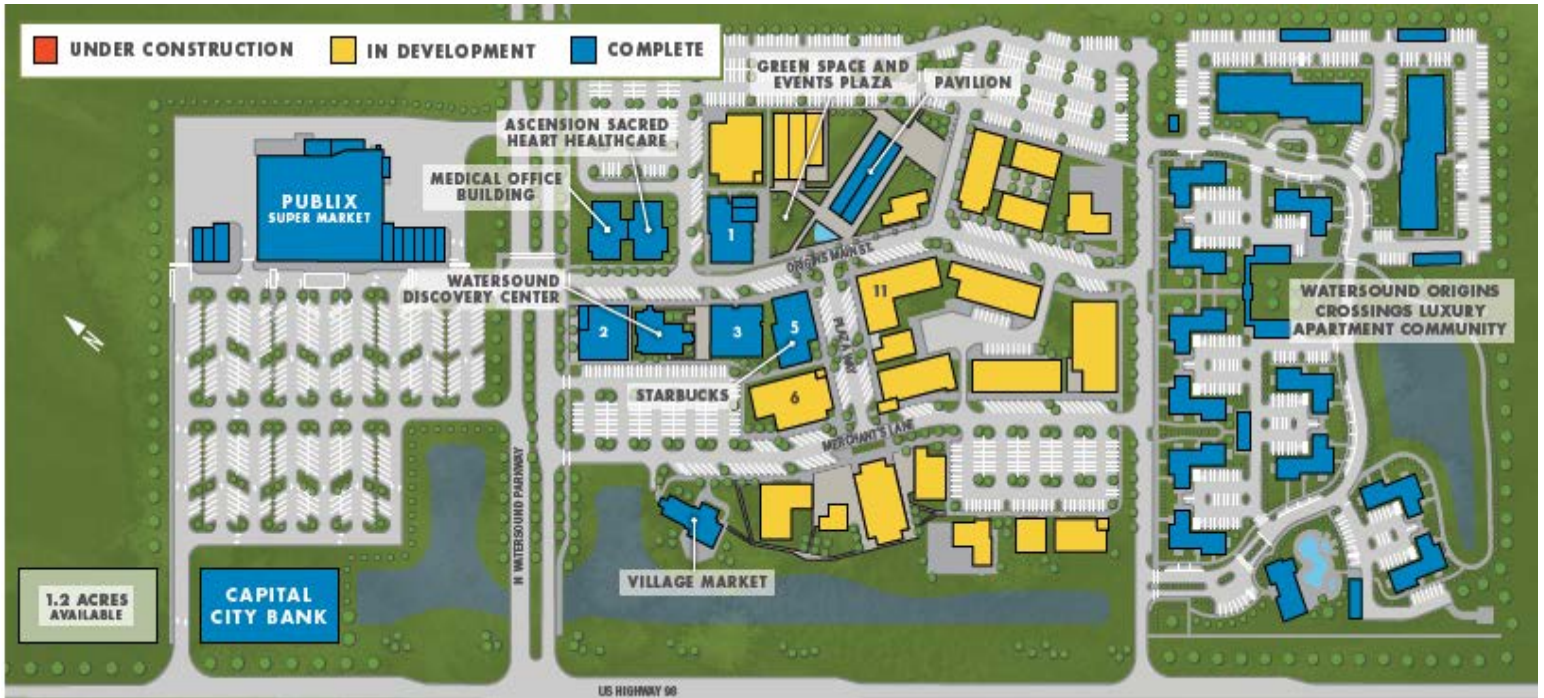 UNDER CONSTRUCTION
IN DEVELOPMENT
COMPLETE
GREEN SPACE AND
EVENTS PLAZA
PAVILION
ASCENSION SACRED
HEART HEALTHCARE
MEDICAL OFFICE
BUILDING
PUBLIX
SUPER MARKET
1
ORIGINS MAIN ST.
WATERSOUND
DISCOVERY CENTER
11
WATERSOUND ORIGINS
CROSSINGS LUXURY
APARTMENT COMMUNITY
N
2
3
5
PLAZA WAY
STARBUCKS
6
MERCHANT'S LANE
N WATERSOUND PARKWAY
VILLAGE MARKET
1.2 ACRES
AVAILABLE
CAPITAL
CITY BANK
US HIGHWAY 98